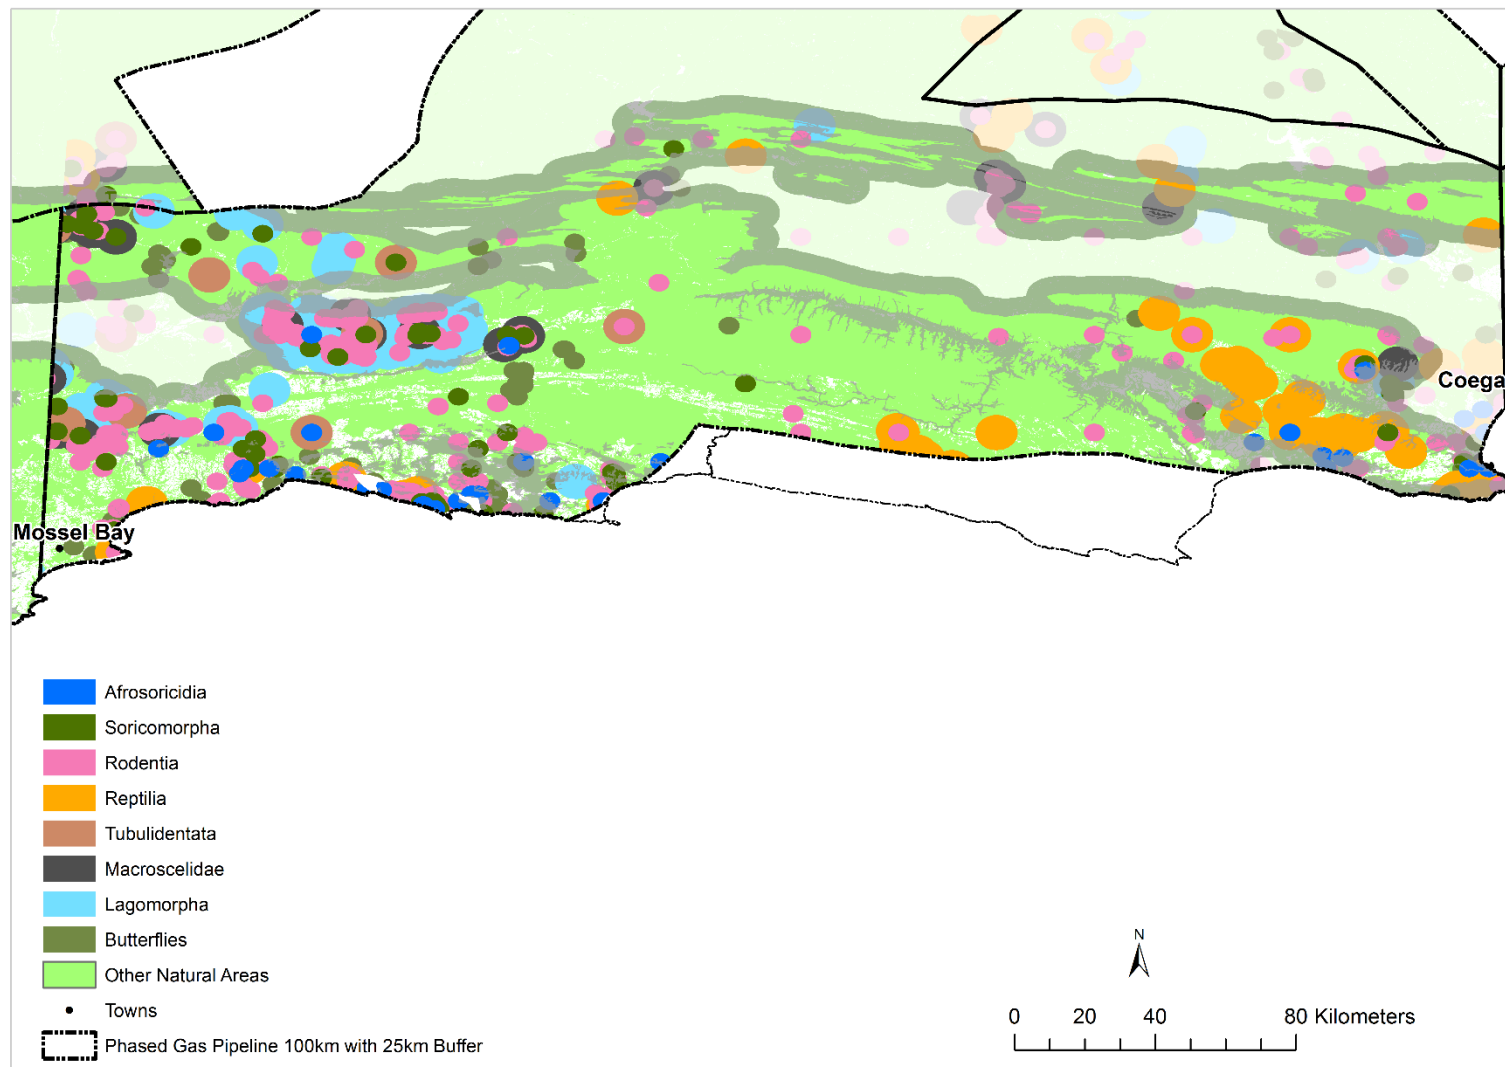 Coega
Mossel Bay
Afrosoricidia
Soricomorpha
Rodentia
Reptilia
Tubulidentata
Macroscelidae
Lagomorpha
Butterflies
Other Natural Areas
Towns
Phased Gas Pipeline 100km with 25km Buffer
N
0 20 40 80 Kilometers